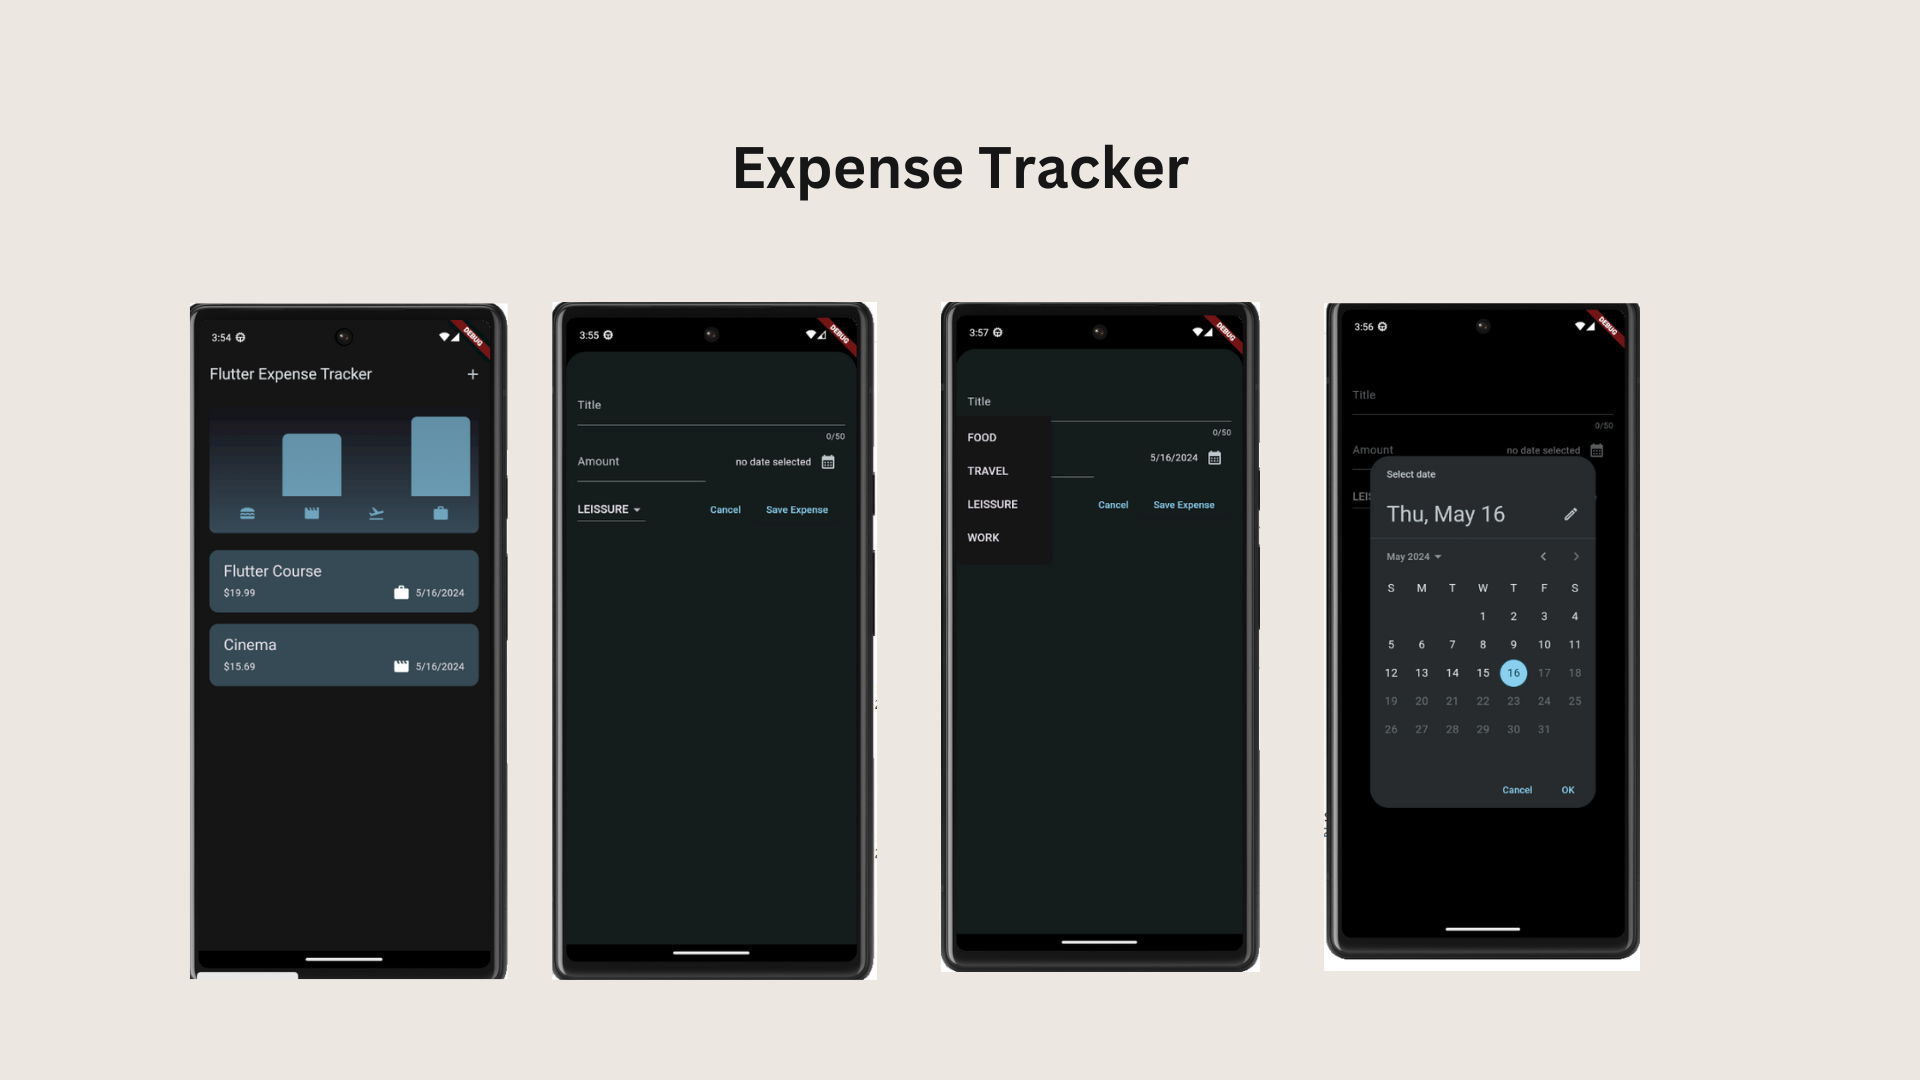 Expense Tracker
3:54
DEBUG
Flutter Expense Tracker
+
Flutter Course
$19.99
5/16/2024
Cinema
$15.69
5/16/2024
3:55
DEBUG
Title
0/50
Amount
no date selected
LEISSURE
Cancel
Save Expense
3:57
DEBUG
Title
0/50
FOOD
TRAVEL
LEISSURE
WORK
5/16/2024
Cancel
Save Expense
3:56
DEBUG
Title
0/50
Amount
no date selected
LEIS
Select date
Thu, May 16
May 2024
S M T W T F S
1 2 3 4
5 6 7 8 9 10 11
12 13 14 15 16 17 18
19 20 21 22 23 24 25
26 27 28 29 30 31
Cancel
OK